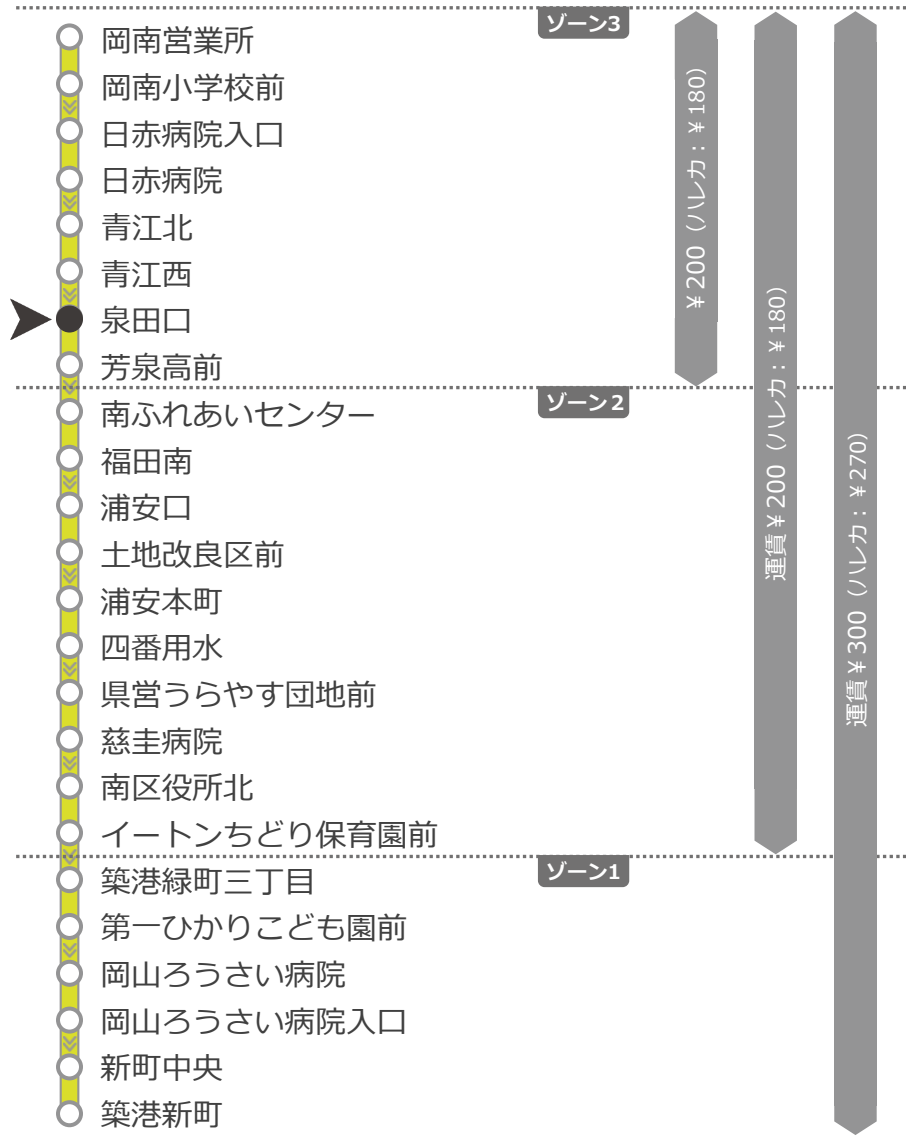 ゾーン3
岡南営業所
岡南小学校前
日赤病院入口
日赤病院
青江北
青江西
泉田口
芳泉高前
ゾーン2
南ふれあいセンター
福田南
浦安口
土地改良区前
浦安本町
四番用水
県営うらやす団地前
慈圭病院
南区役所北
イートンちどり保育園前
ゾーン1
築港緑町三丁目
第一ひかりこども園前
岡山ろうさい病院
岡山ろうさい病院入口
新町中央
築港新町
¥200（ハレカ：¥180）
運賃¥200（ハレカ：¥180）
運賃¥300（ハレカ：¥270）